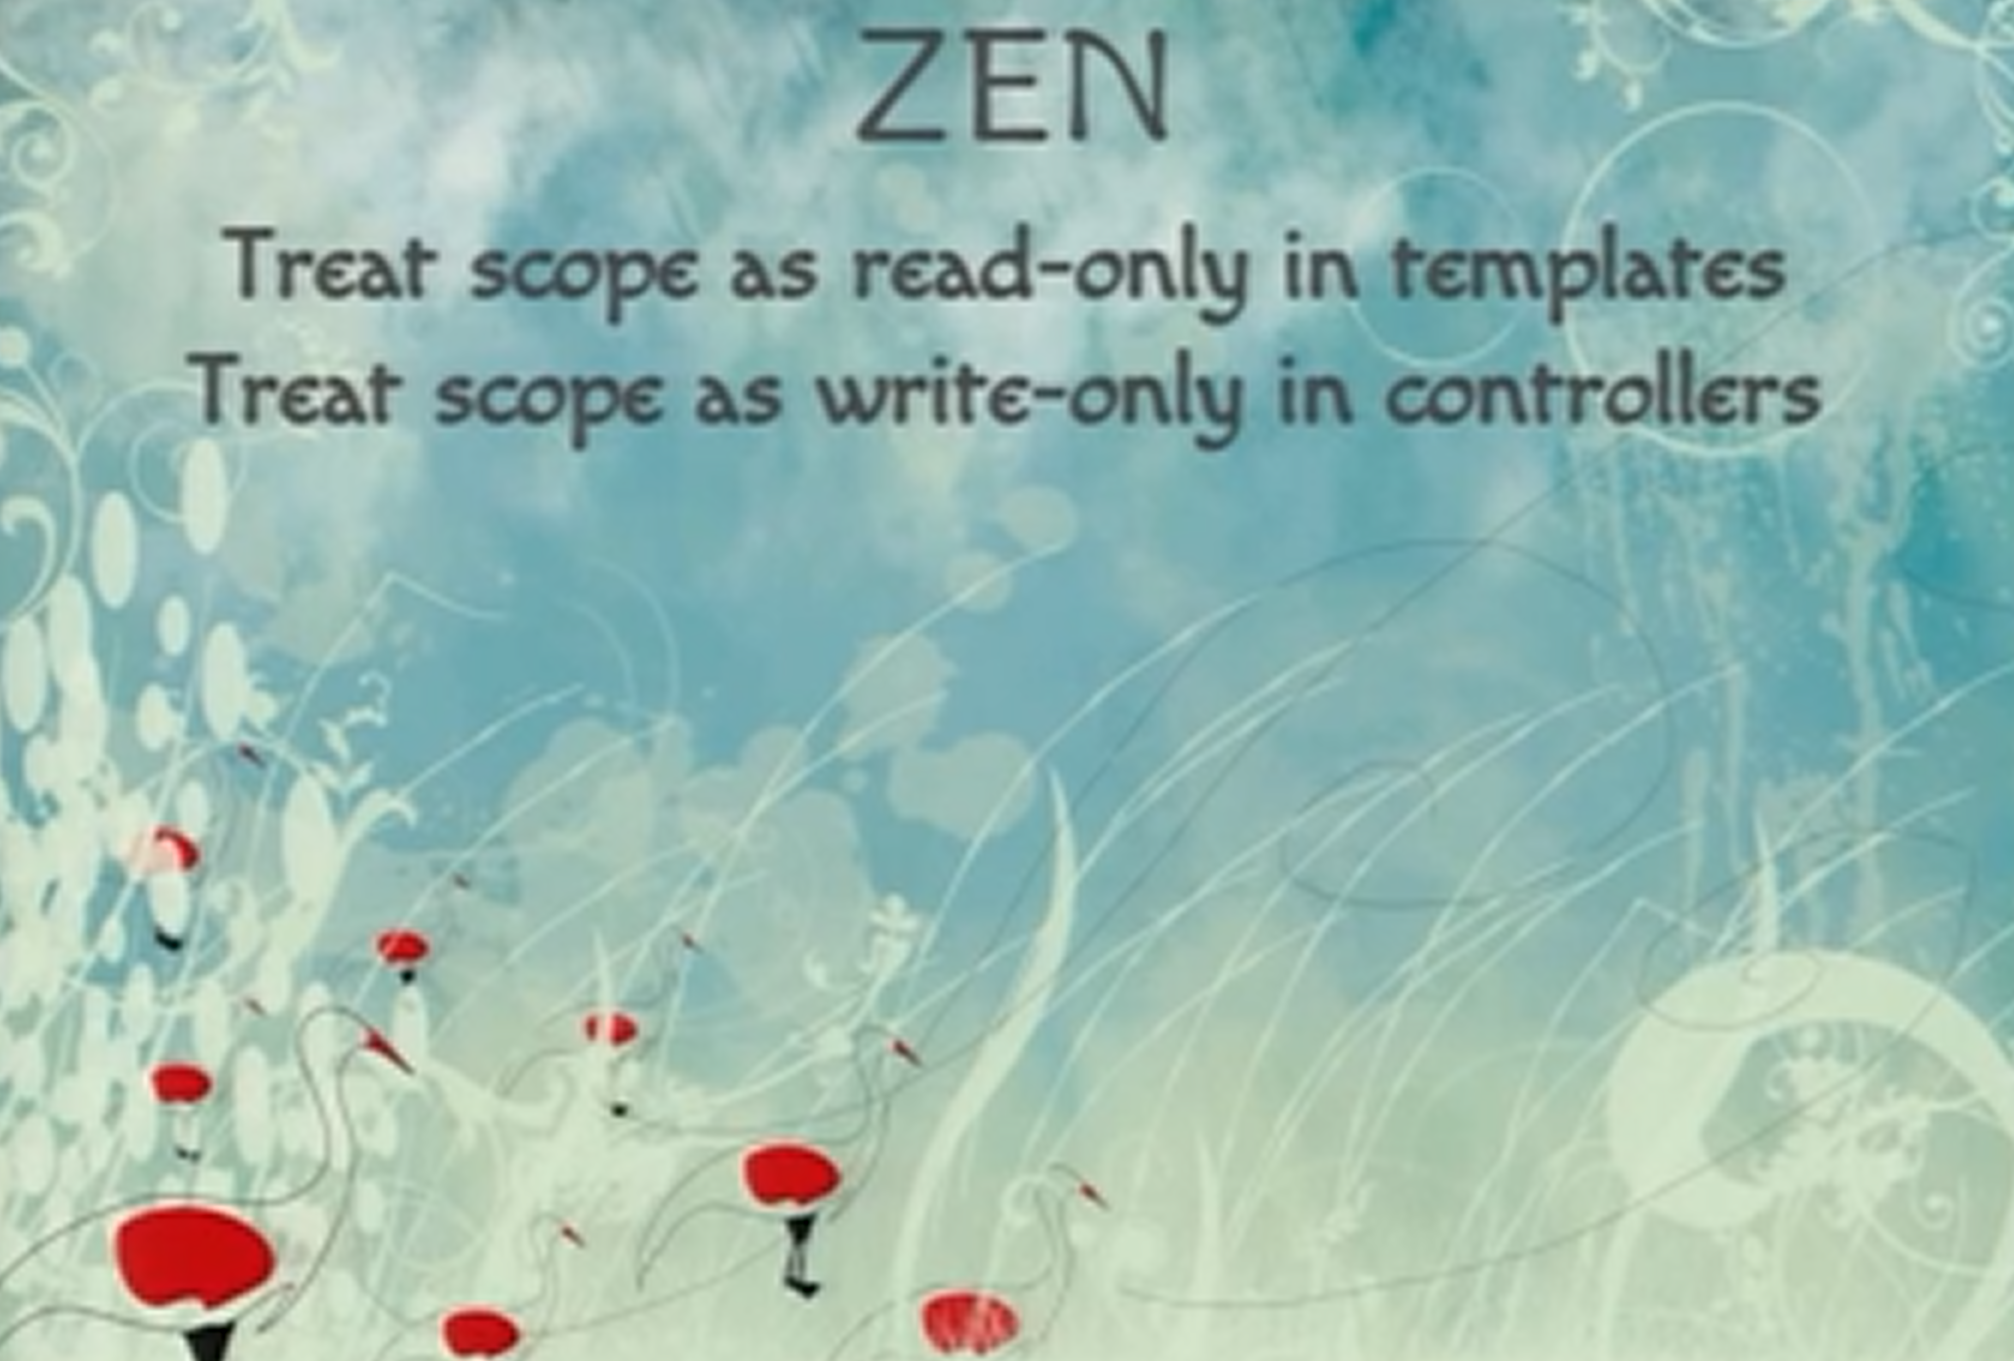 ZEN
Treat scope as read-only in templates
Treat scope as write-only in controllers